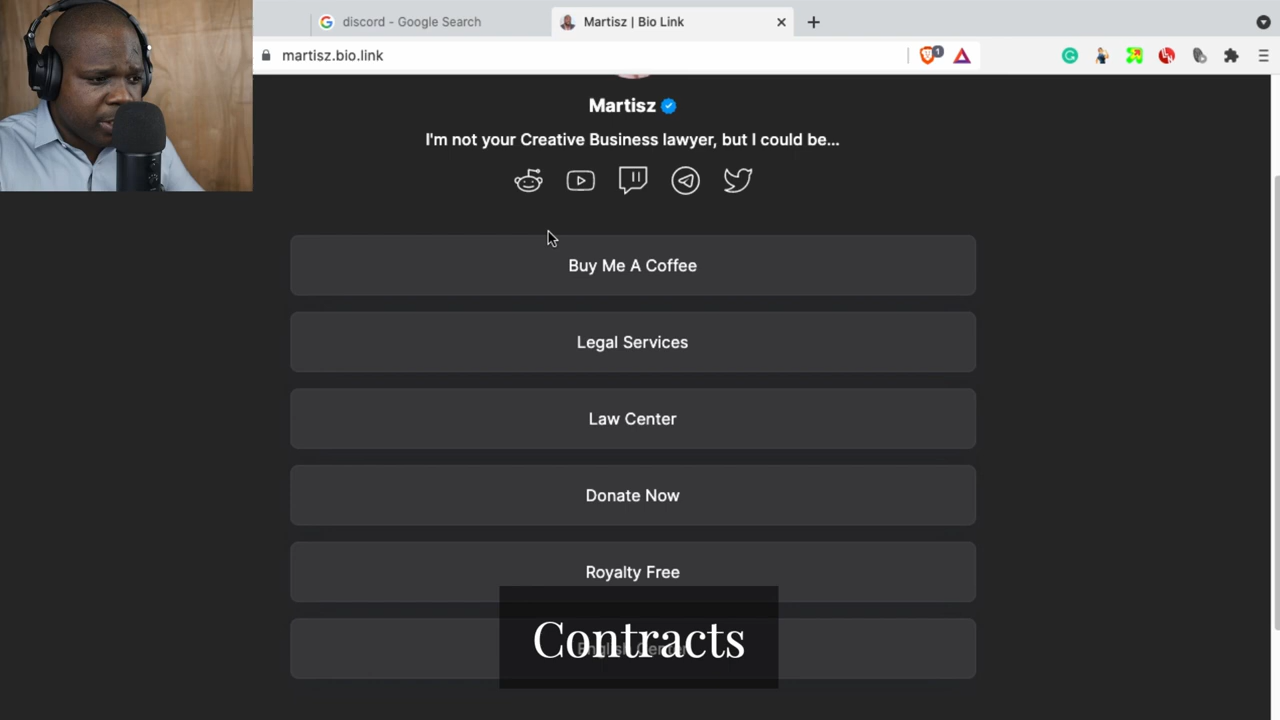 discord - Google Search
Martisz | Bio Link
martisz.bio.link
1
Martisz
I'm not your Creative Business lawyer, but I could be...
Buy Me A Coffee
Legal Services
Law Center
Donate Now
Royalty Free
Contracts